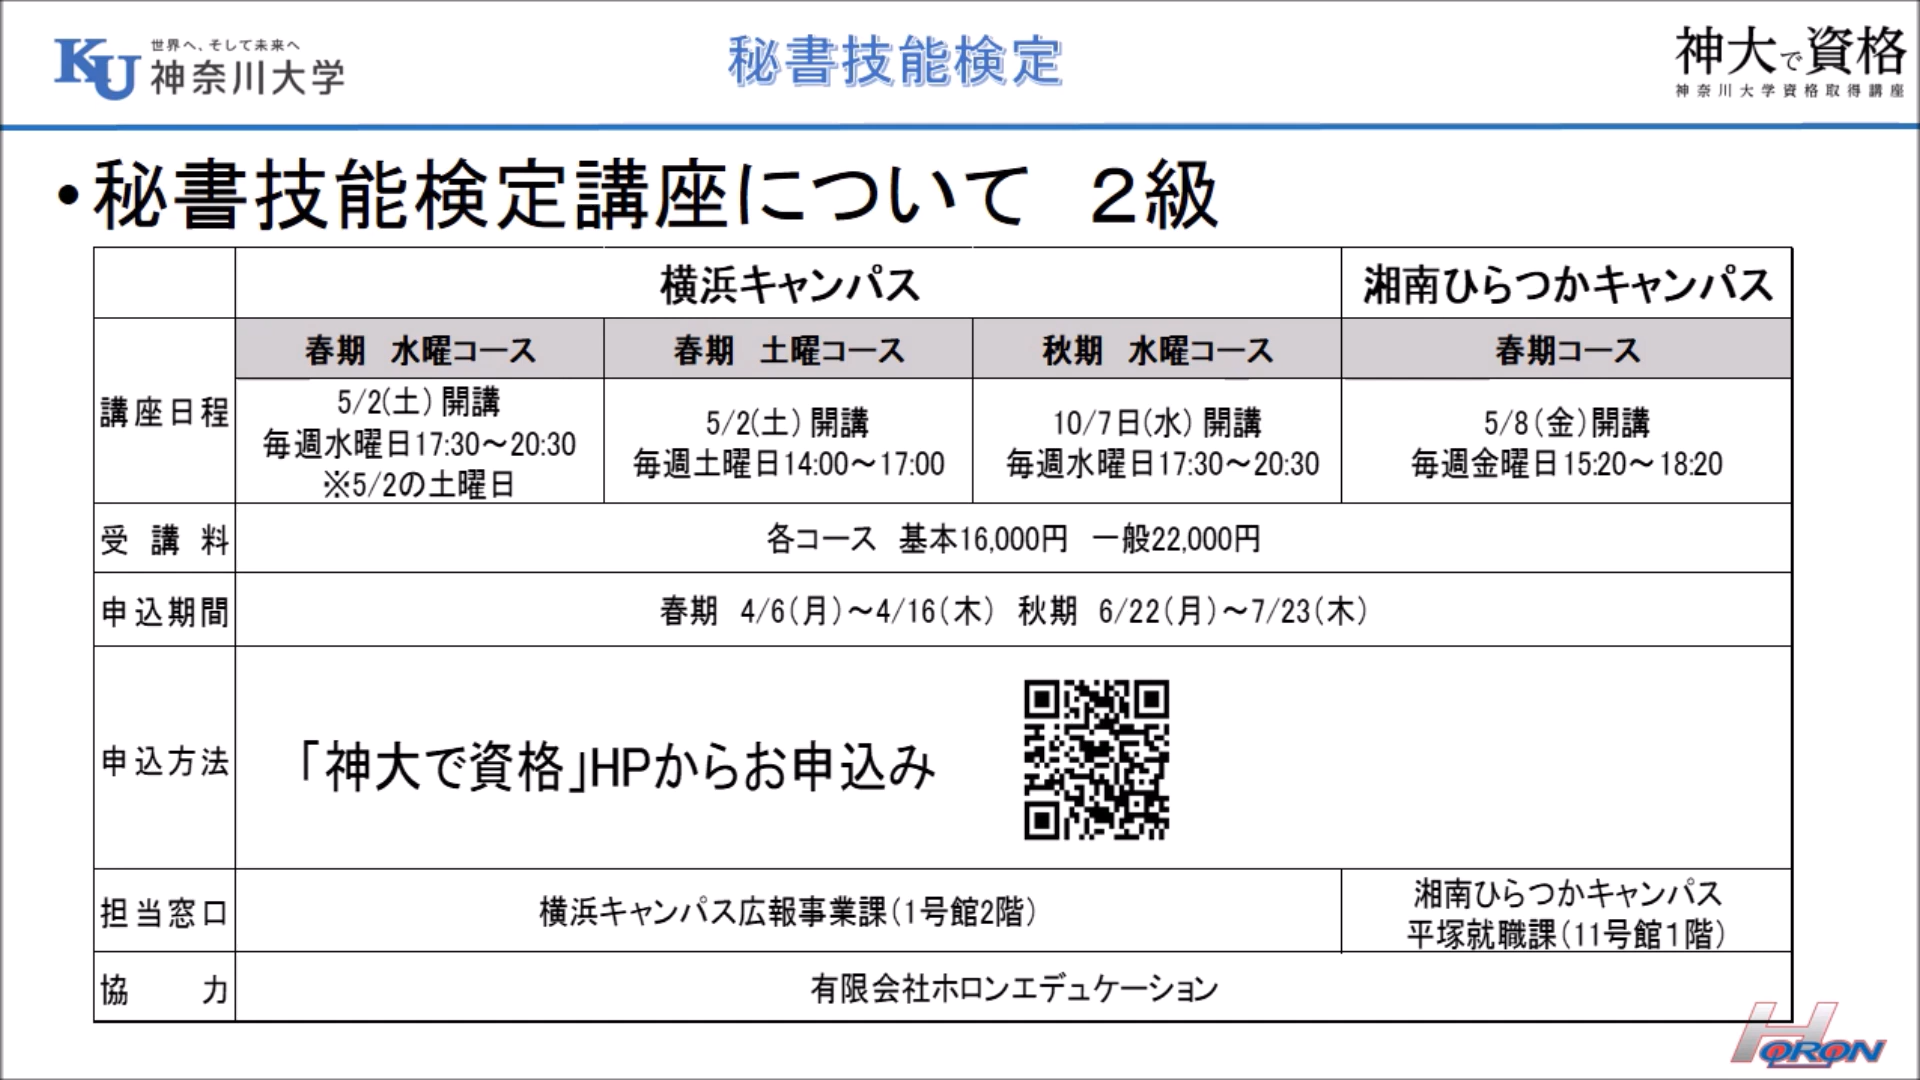 KU
世界へ、そして未来へ
神奈川大学
秘書技能検定
神大で資格
神奈川大学資格取得講座
•秘書技能検定講座について　２級
横浜キャンパス
湘南ひらつかキャンパス
講座日程
春期　水曜コース
春期　土曜コース
秋期　水曜コース
春期コース
5/2(土)開講
毎週水曜日17:30～20:30
※5/2の土曜日
5/2(土)開講
毎週土曜日14:00～17:00
10/7日(水)開講
毎週水曜日17:30～20:30
5/8(金)開講
毎週金曜日15:20～18:20
受講料
各コース　基本16,000円　一般22,000円
申込期間
春期　4/6(月)～4/16(木)　秋期　6/22(月)～7/23(木)
申込方法
「神大で資格」HPからお申込み
担当窓口
横浜キャンパス広報事業課(1号館2階)
湘南ひらつかキャンパス
平塚就職課(11号館1階)
協力
有限会社ホロンエデュケーション
HORON